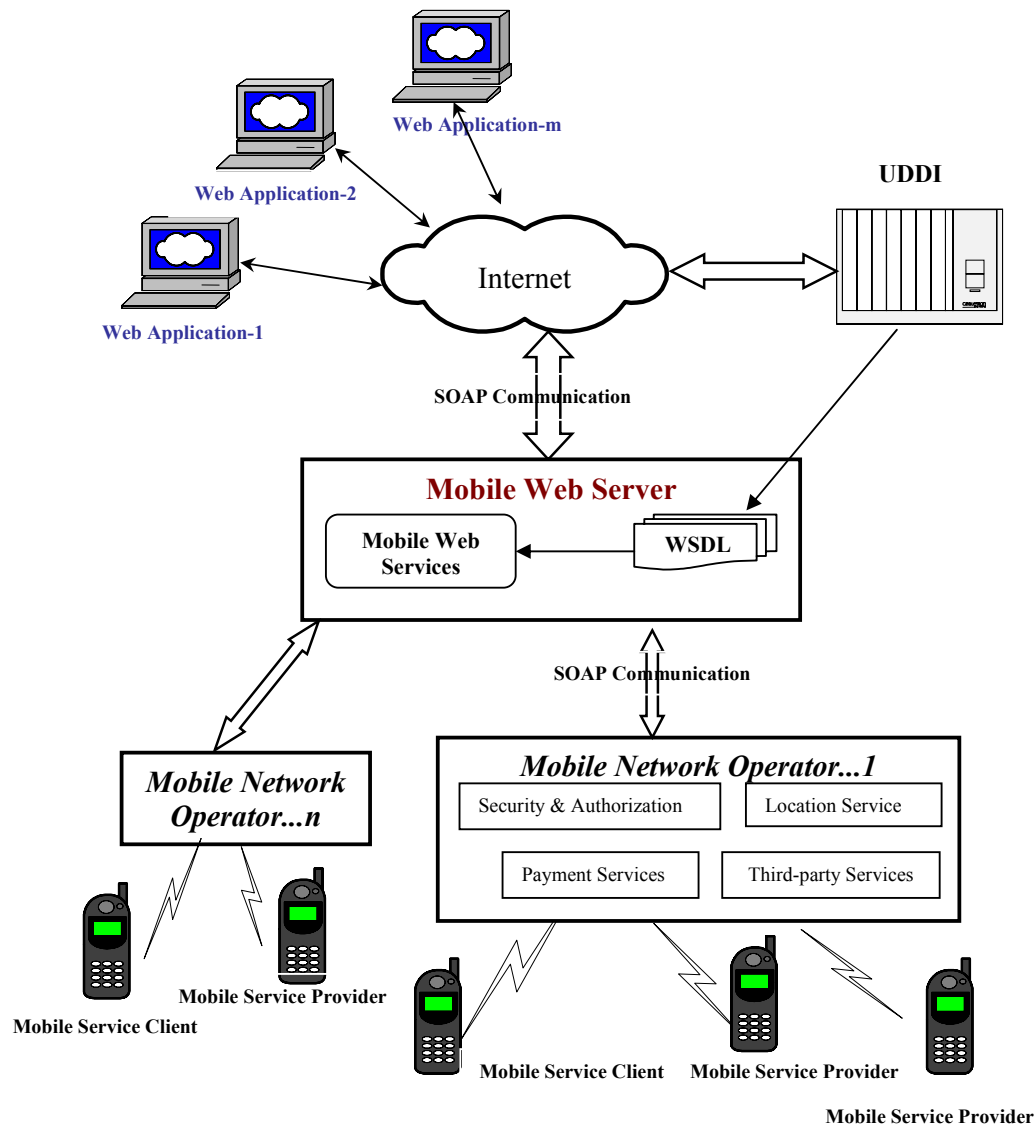 Web Application-m
Web Application-2
UDDI
Internet
Web Application-1
SOAP Communication
Mobile Web Server
Mobile Web
Services
WSDL
SOAP Communication
Mobile Network
Operator...n
Mobile Network Operator...1
Security & Authorization
Location Service
Payment Services
Third-party Services
Mobile Service Provider
Mobile Service Client
Mobile Service Client
Mobile Service Provider
Mobile Service Provider